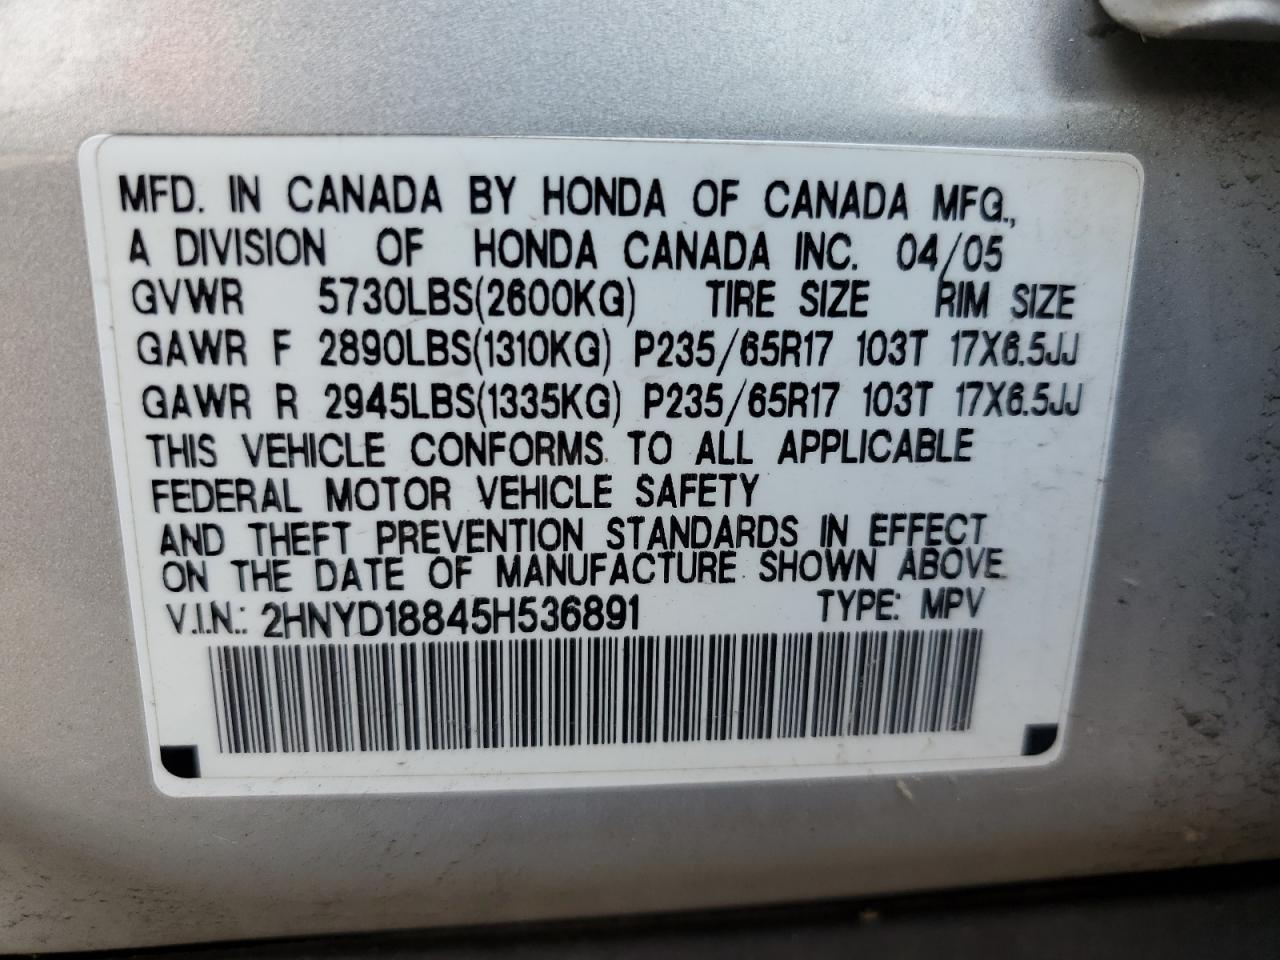 MFD. IN CANADA BY HONDA OF CANADA MFG.,
A DIVISION OF HONDA CANADA INC. 04/05
GVWR 5730LBS(2600KG) TIRE SIZE RIM SIZE
GAWR F 2890LBS(1310KG) P235/65R17 103T 17X6.5JJ
GAWR R 2945LBS(1335KG) P235/65R17 103T 17X6.5JJ
THIS VEHICLE CONFORMS TO ALL APPLICABLE
FEDERAL MOTOR VEHICLE SAFETY
AND THEFT PREVENTION STANDARDS IN EFFECT
ON THE DATE OF MANUFACTURE SHOWN ABOVE
V.I.N.: 2HNYD18845H536891 TYPE: MPV